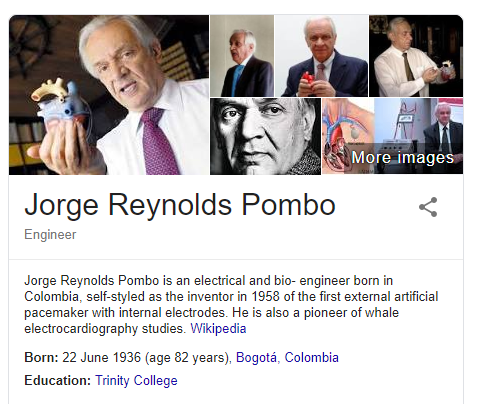 More images
Jorge Reynolds Pombo
Engineer
Jorge Reynolds Pombo is an electrical and bio- engineer born in
Colombia, self-styled as the inventor in 1958 of the first external artificial
pacemaker with internal electrodes. He is also a pioneer of whale
electrocardiography studies. Wikipedia
Born: 22 June 1936 (age 82 years), Bogotá, Colombia
Education: Trinity College